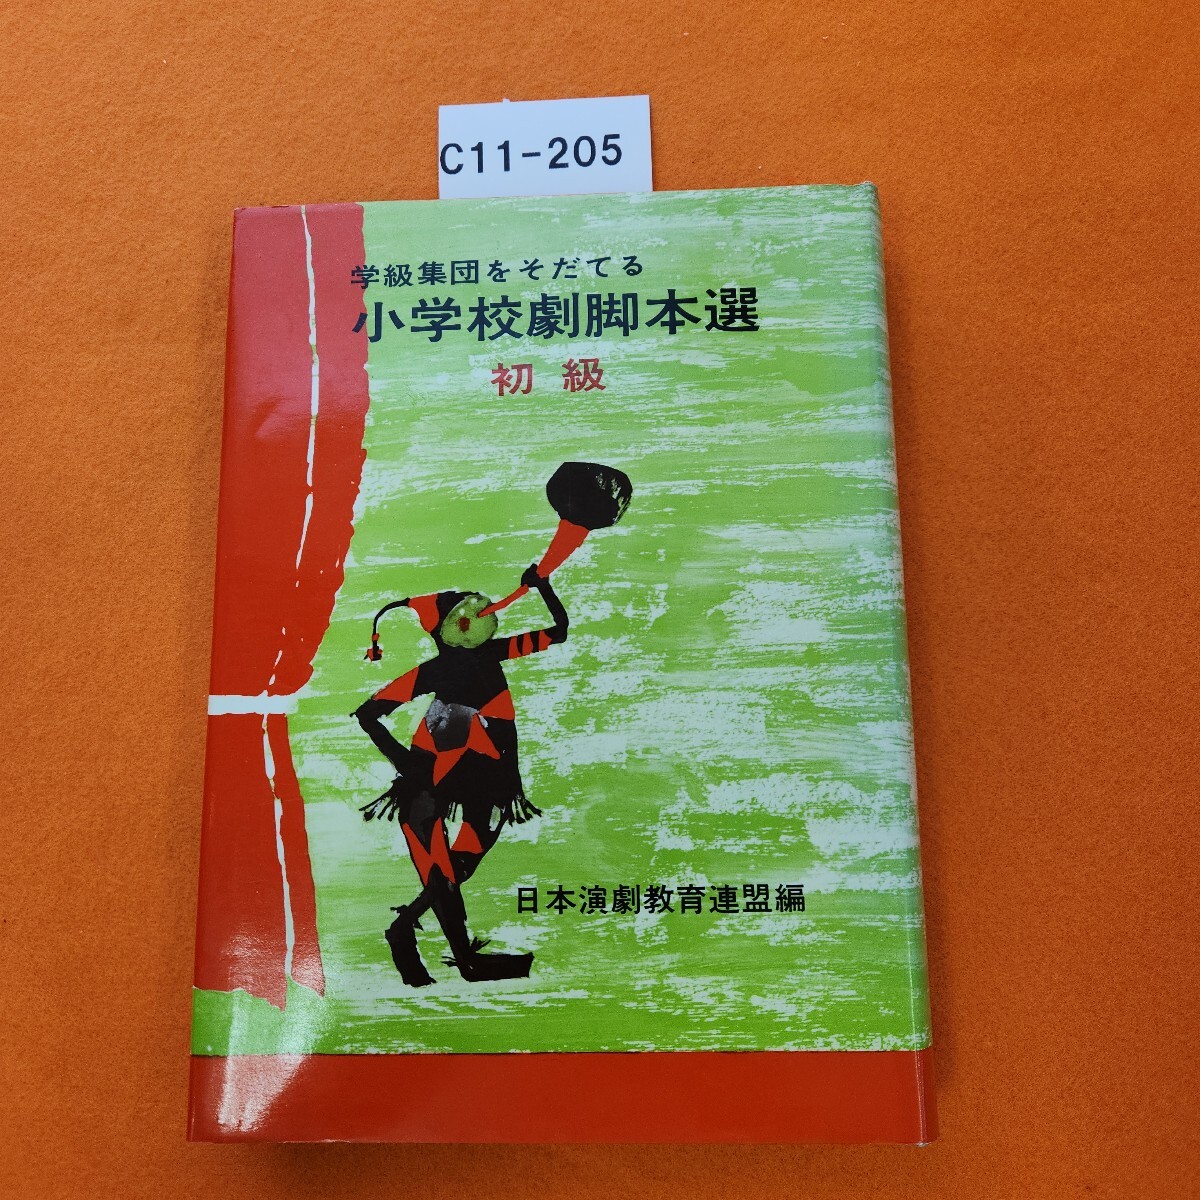 C11-205
学級集団をそだてる
小学校劇脚本選
初級
日本演劇教育連盟編